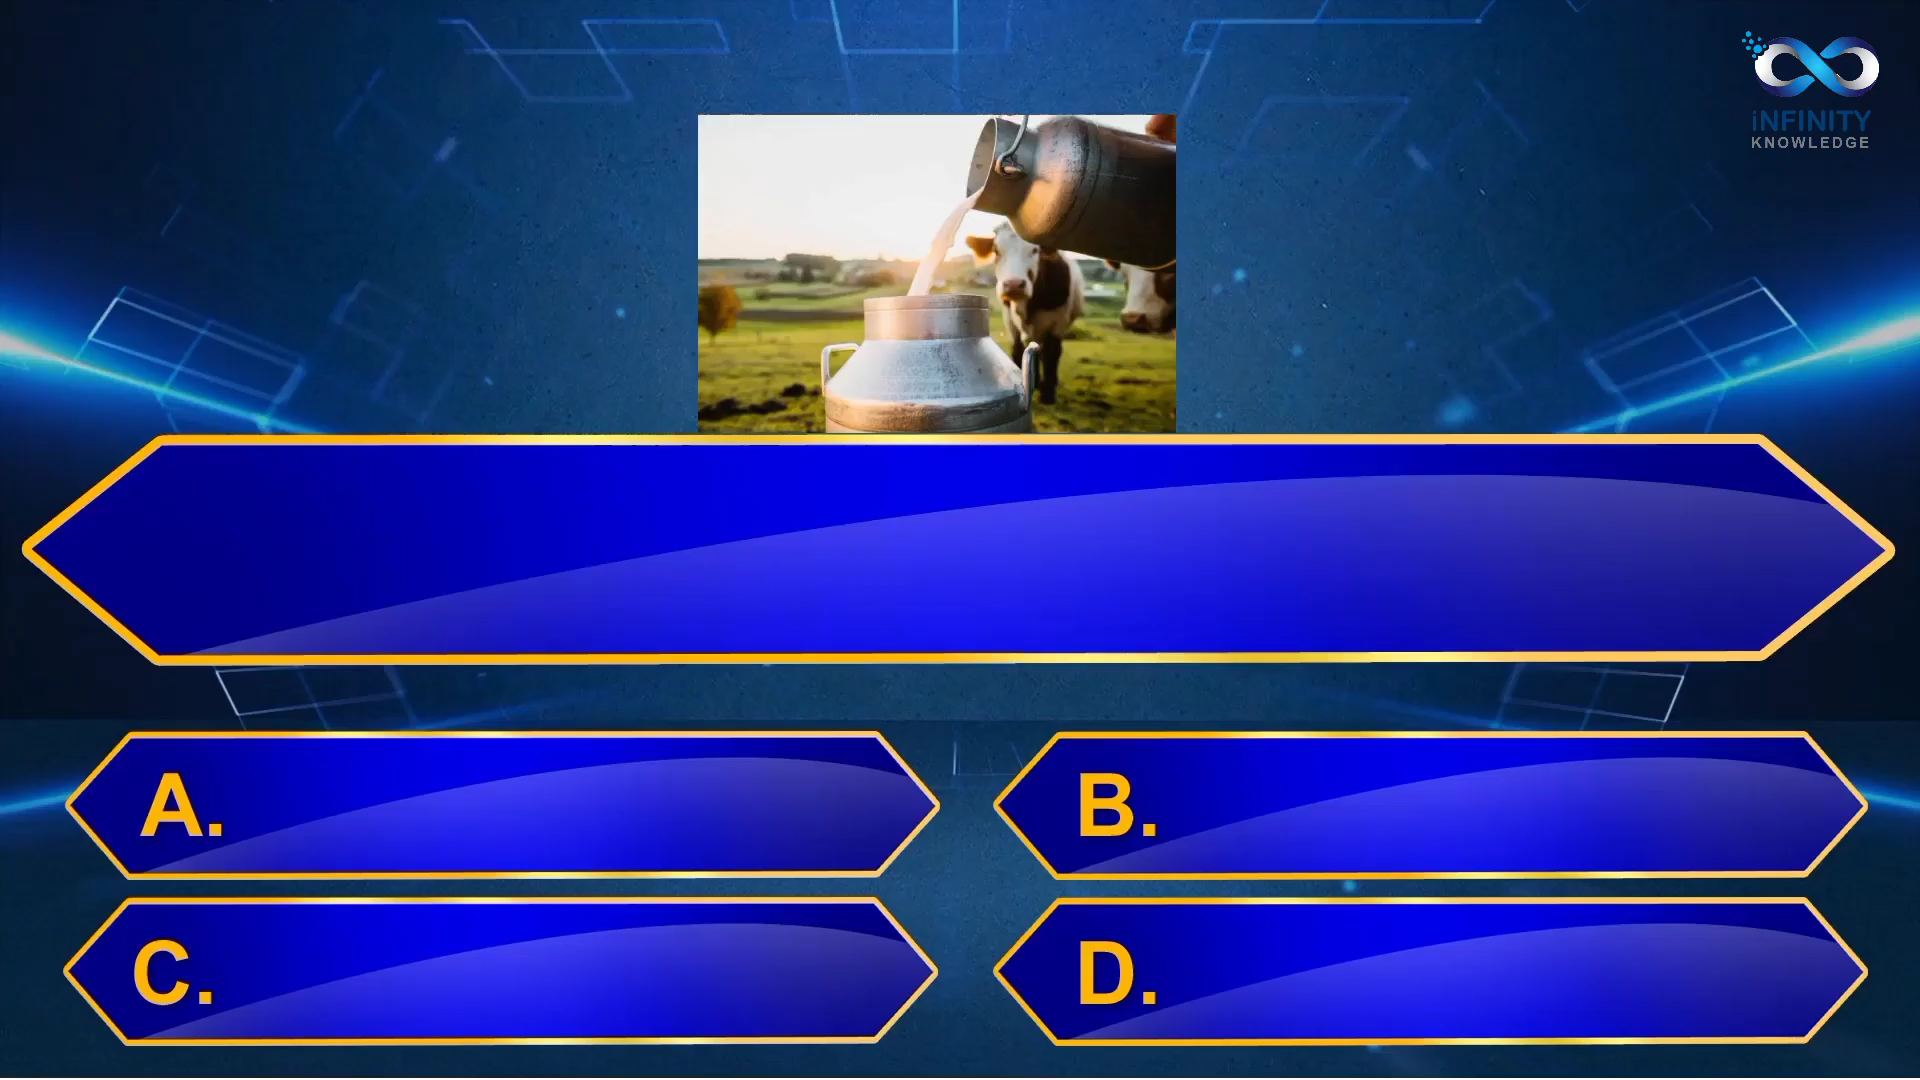 iNFINITY
KNOWLEDGE
A.
B.
C.
D.